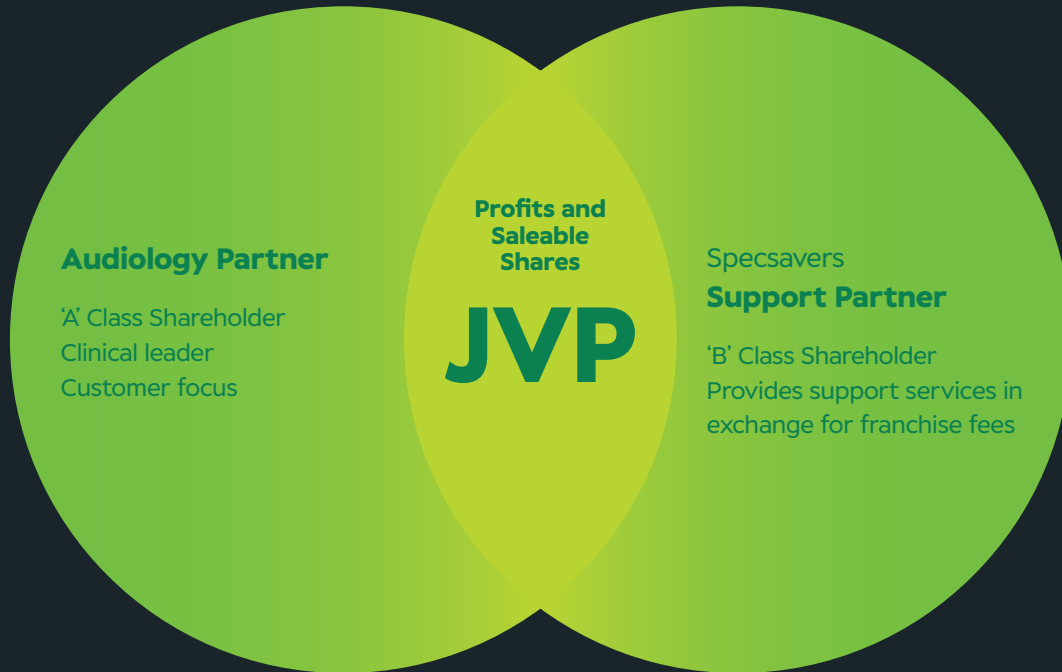 Audiology Partner
‘A’ Class Shareholder
Clinical leader
Customer focus
Profits and
Saleable
Shares
JVP
Specsavers
Support Partner
‘B’ Class Shareholder
Provides support services in
exchange for franchise fees